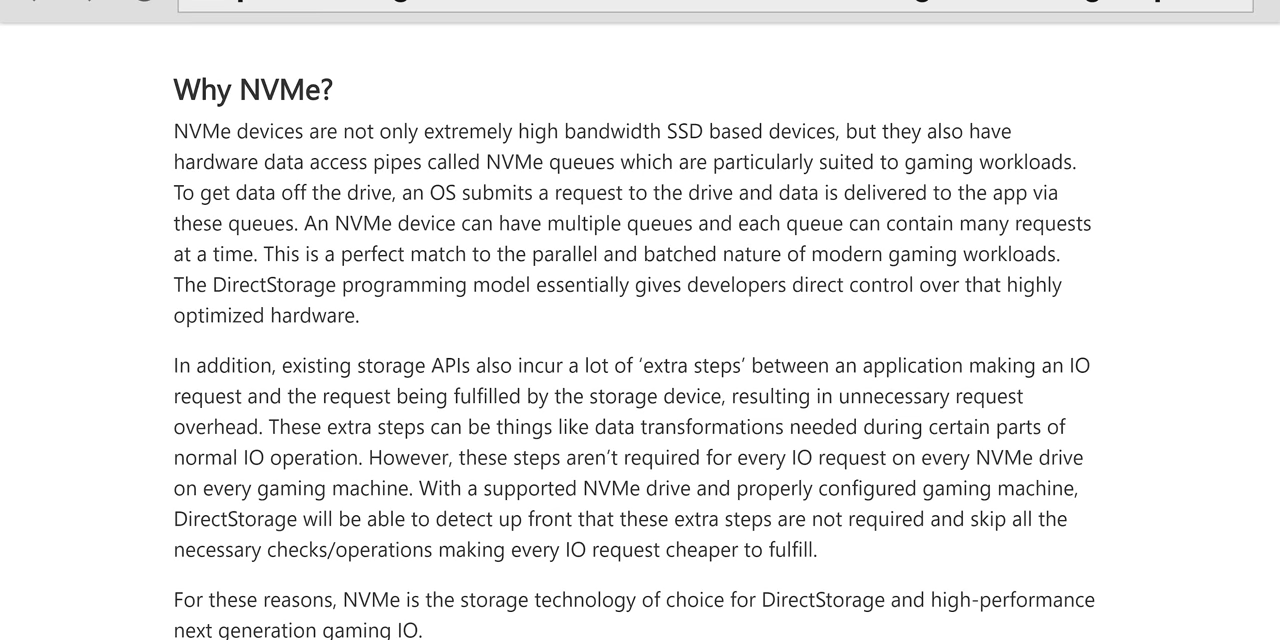 Why NVMe?
NVMe devices are not only extremely high bandwidth SSD based devices, but they also have
hardware data access pipes called NVMe queues which are particularly suited to gaming workloads.
To get data off the drive, an OS submits a request to the drive and data is delivered to the app via
these queues. An NVMe device can have multiple queues and each queue can contain many requests
at a time. This is a perfect match to the parallel and batched nature of modern gaming workloads.
The DirectStorage programming model essentially gives developers direct control over that highly
optimized hardware.
In addition, existing storage APIs also incur a lot of ‘extra steps’ between an application making an IO
request and the request being fulfilled by the storage device, resulting in unnecessary request
overhead. These extra steps can be things like data transformations needed during certain parts of
normal IO operation. However, these steps aren’t required for every IO request on every NVMe drive
on every gaming machine. With a supported NVMe drive and properly configured gaming machine,
DirectStorage will be able to detect up front that these extra steps are not required and skip all the
necessary checks/operations making every IO request cheaper to fulfill.
For these reasons, NVMe is the storage technology of choice for DirectStorage and high-performance
next generation gaming IO.